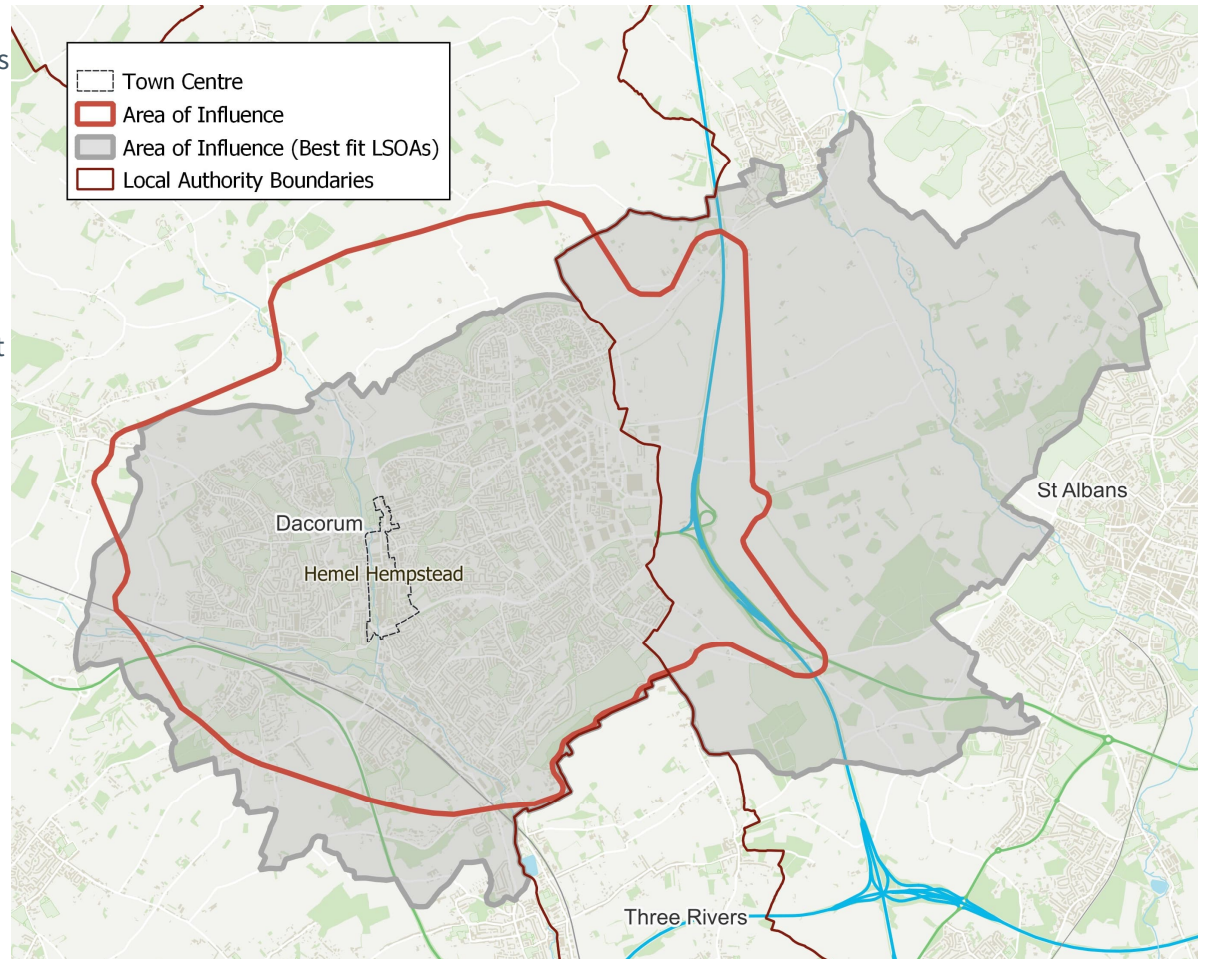 s
t
Town Centre
Area of Influence
Area of Influence (Best fit LSOAs)
Local Authority Boundaries
St Albans
Dacorum
Hemel Hempstead
Three Rivers